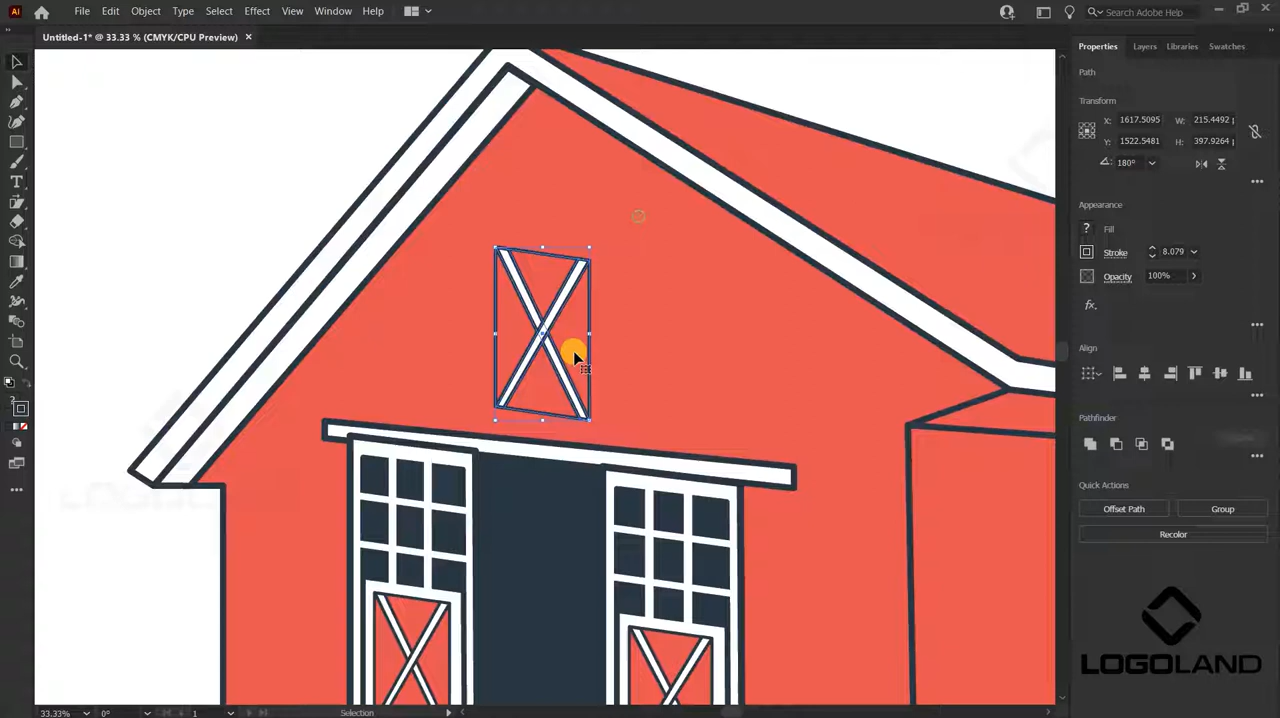 Ai File Edit Object Type Select Effect View Window Help Search Adobe Help
Untitled-1* @ 33.33 % (CMYK/CPU Preview) ×
Properties Layers Libraries Swatches
Path
Transform
X: 1617.5095 W: 215.4492
Y: 1522.5481 H: 397.9264
180°
Appearance
? Fill
Stroke 8.079
Opacity 100%
fx.
Align
Pathfinder
Quick Actions
Offset Path Group
Recolor
LOGOLAND
33.33% 0° 1 Selection